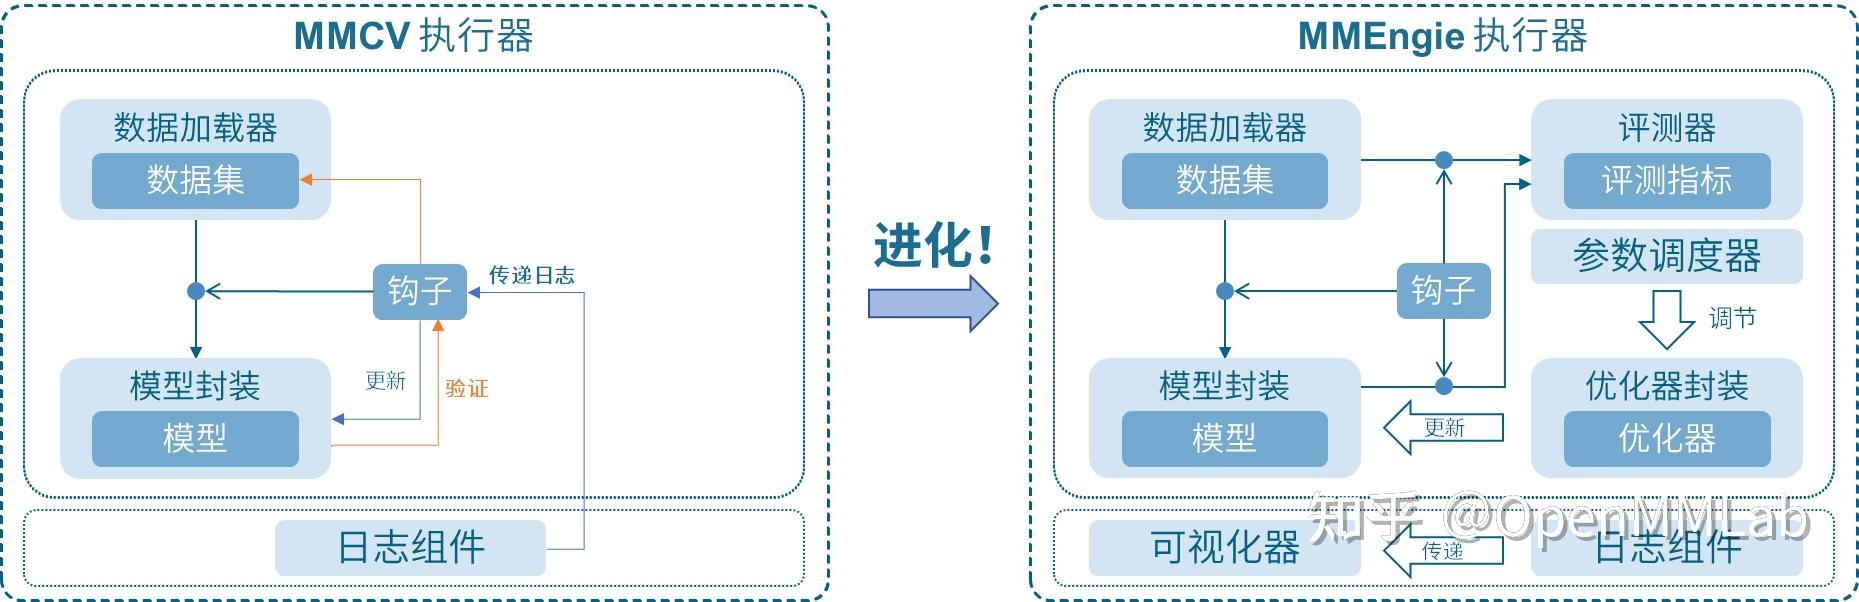 MMCV 执行器
数据加载器
数据集
钩子
传递日志
模型封装
模型
更新
验证
日志组件
进化！
MMEngie 执行器
数据加载器
数据集
评测器
评测指标
参数调度器
钩子
调节
模型封装
模型
更新
优化器封装
优化器
可视化器
传递
日志组件
知乎 @OpenMMLab